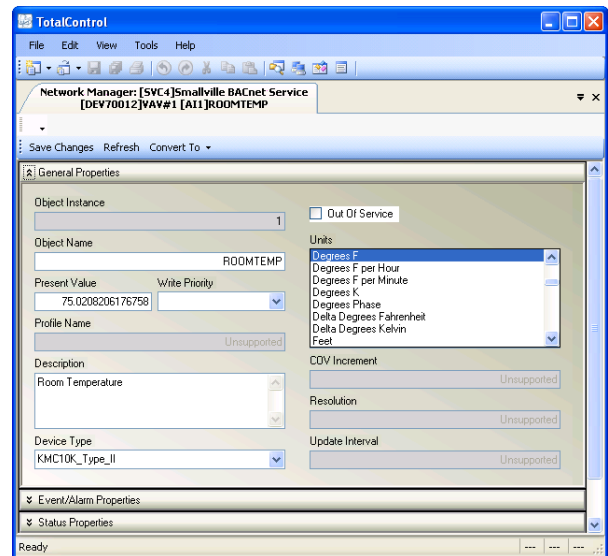 TotalControl
File Edit View Tools Help
Network Manager: [SVC4]Smallville BACnet Service
[DEV70012]VAV#1 [AI1]ROOMTEMP
Save Changes Refresh Convert To
General Properties
Object Instance
1
Out Of Service
Object Name
ROOMTEMP
Units
Degrees F
Degrees F per Hour
Degrees F per Minute
Degrees K
Degrees Phase
Delta Degrees Fahrenheit
Delta Degrees Kelvin
Feet
Present Value Write Priority
75.0208206176758
Profile Name
Unsupported
COV Increment
Unsupported
Description
Room Temperature
Resolution
Unsupported
Device Type
KMC10K_Type_II
Update Interval
Unsupported
Event/Alarm Properties
Status Properties
Ready --- --- ---